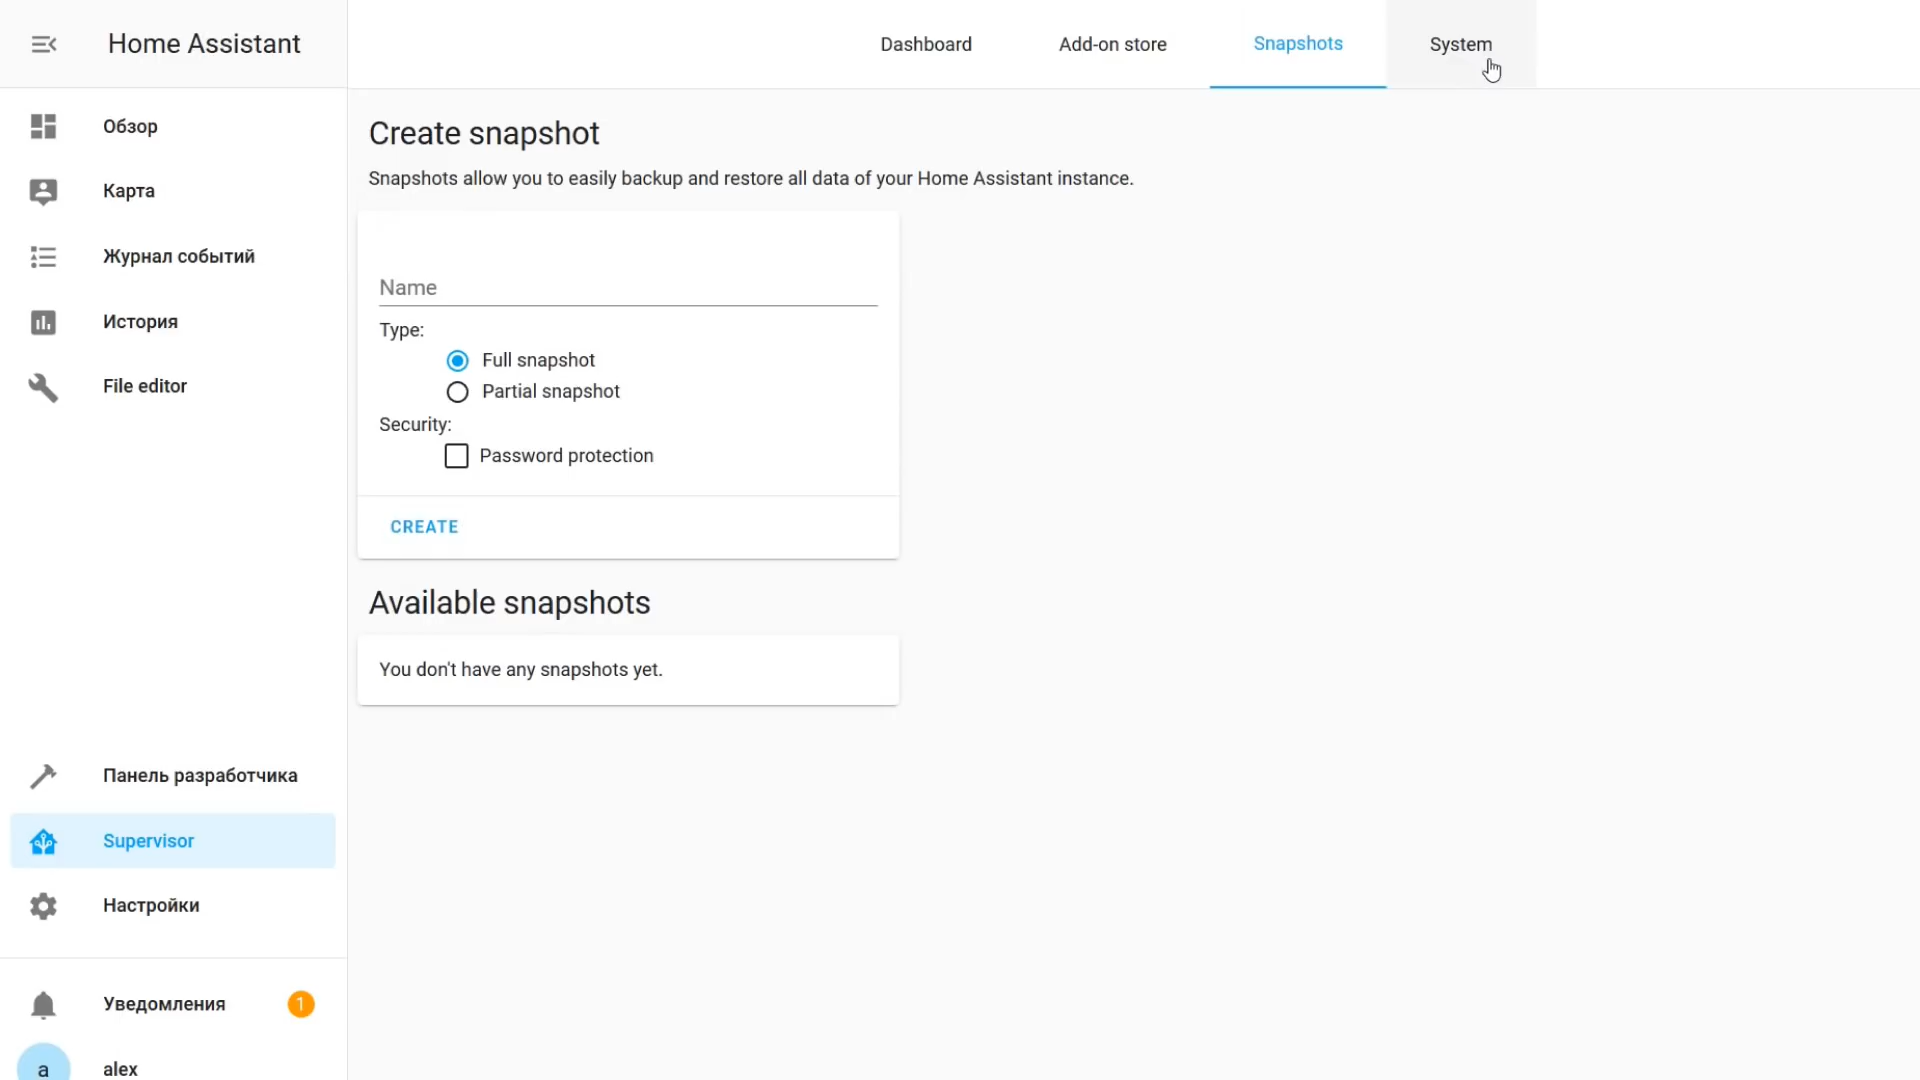 Home Assistant
Dashboard
Add-on store
Snapshots
System
Обзор
Карта
Журнал событий
История
File editor
Панель разработчика
Supervisor
Настройки
Уведомления
1
a
alex
Create snapshot
Snapshots allow you to easily backup and restore all data of your Home Assistant instance.
Name
Type:
Full snapshot
Partial snapshot
Security:
Password protection
CREATE
Available snapshots
You don't have any snapshots yet.